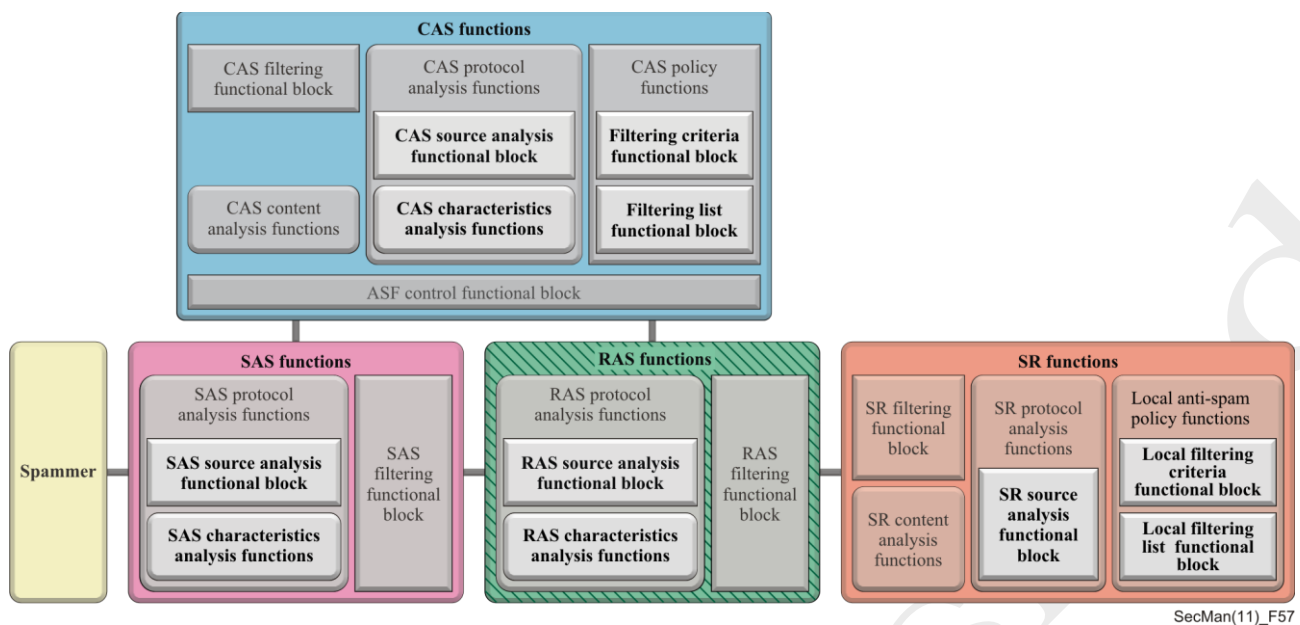 CAS functions
CAS filtering
functional block
CAS protocol
analysis functions
CAS policy
functions
CAS source analysis
functional block
Filtering criteria
functional block
CAS content
analysis functions
CAS characteristics
analysis functions
Filtering list
functional block
ASF control functional block
Spammer
SAS functions
SAS protocol
analysis functions
SAS source analysis
functional block
SAS characteristics
analysis functions
SAS
filtering
functional
block
RAS functions
RAS protocol
analysis functions
RAS source analysis
functional block
RAS characteristics
analysis functions
RAS
filtering
functional
block
SR functions
SR filtering
functional
block
SR content
analysis
functions
SR protocol
analysis
functions
SR source
analysis
functional
block
Local anti-spam
policy functions
Local filtering
criteria
functional block
Local filtering
list functional
block
SecMan(11)_F57